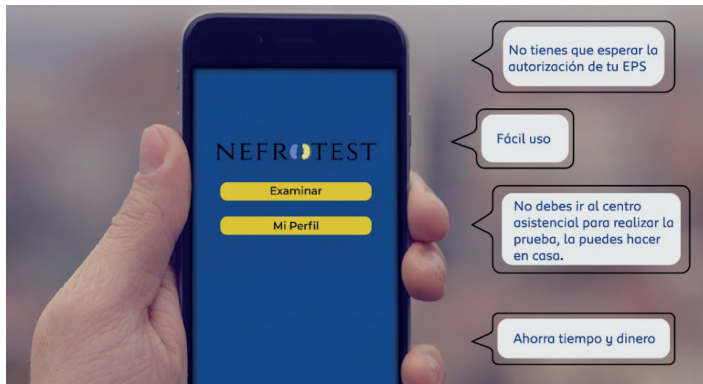 NEFROTEST
Examinar
Mi Perfil
No tienes que esperar la
autorización de tu EPS
Fácil uso
No debes ir al centro
asistencial para realizar la
prueba, la puedes hacer
en casa.
Ahorra tiempo y dinero